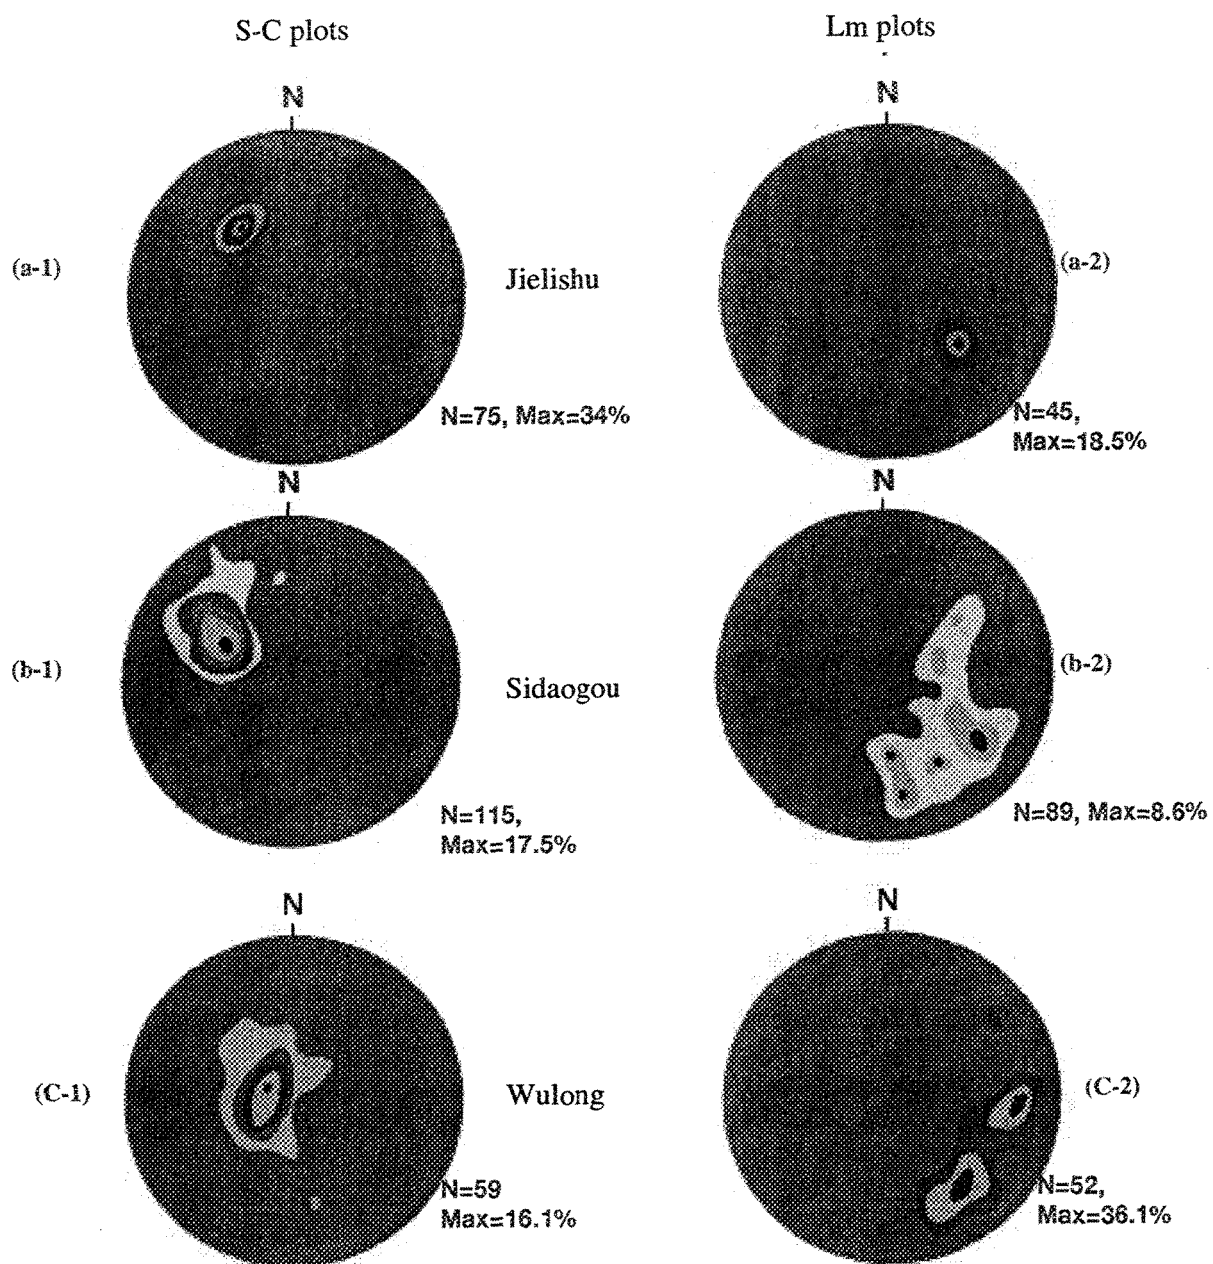 S-C plots
Lm plots
N
N
(a-1)
Jielishu
(a-2)
N=75, Max=34%
N=45,
Max=18.5%
N
N
(b-1)
Sidaogou
(b-2)
N=115,
Max=17.5%
N=89, Max=8.6%
N
N
(C-1)
Wulong
(C-2)
N=59
Max=16.1%
N=52,
Max=36.1%